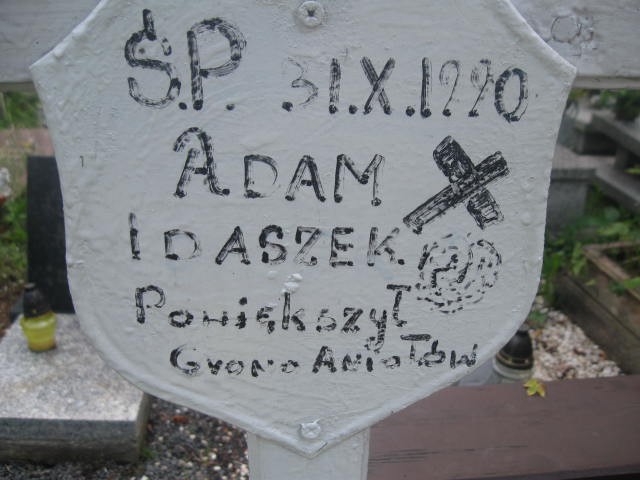 Ś.P. 31.X.1990
ADAM
IDASZEK.
Powiększył
Grono Aniołów